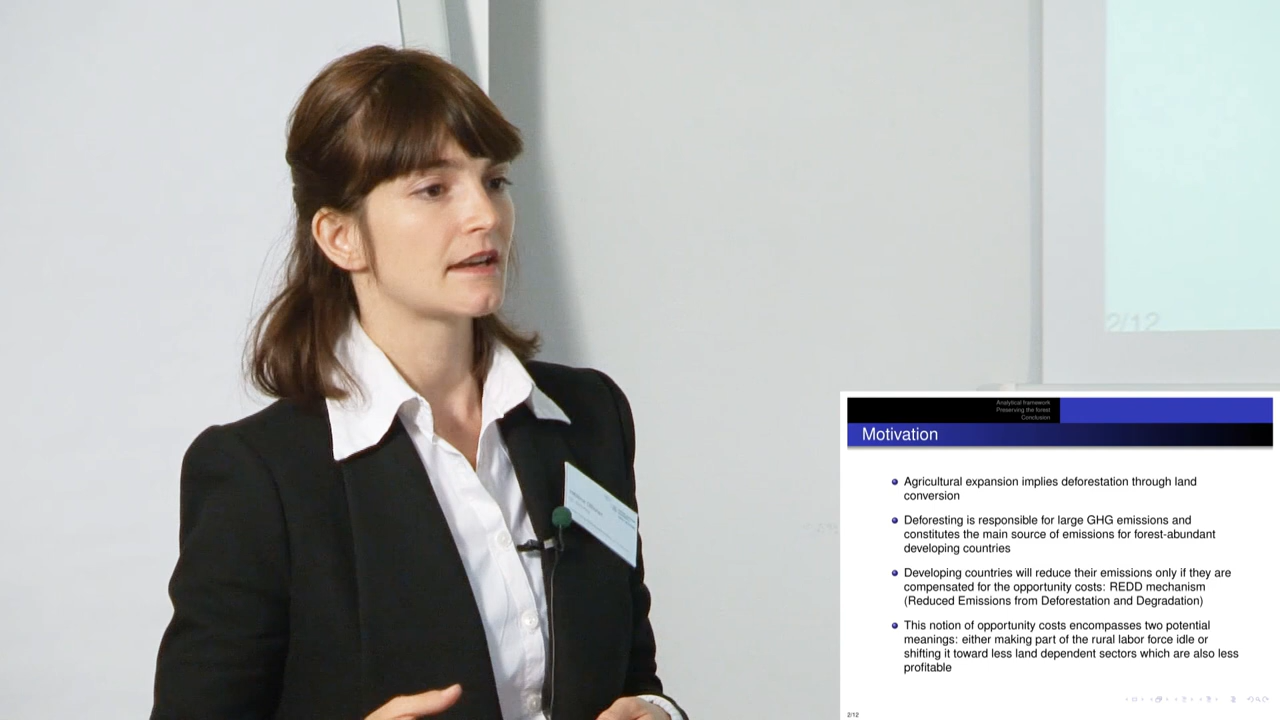 2/12
Analytical framework
Preserving the forest
Conclusion
Motivation
Agricultural expansion implies deforestation through land
conversion
Deforesting is responsible for large GHG emissions and
constitutes the main source of emissions for forest-abundant
developing countries
Developing countries will reduce their emissions only if they are
compensated for the opportunity costs: REDD mechanism
(Reduced Emissions from Deforestation and Degradation)
This notion of opportunity costs encompasses two potential
meanings: either making part of the rural labor force idle or
shifting it toward less land dependent sectors which are also less
profitable
2/12